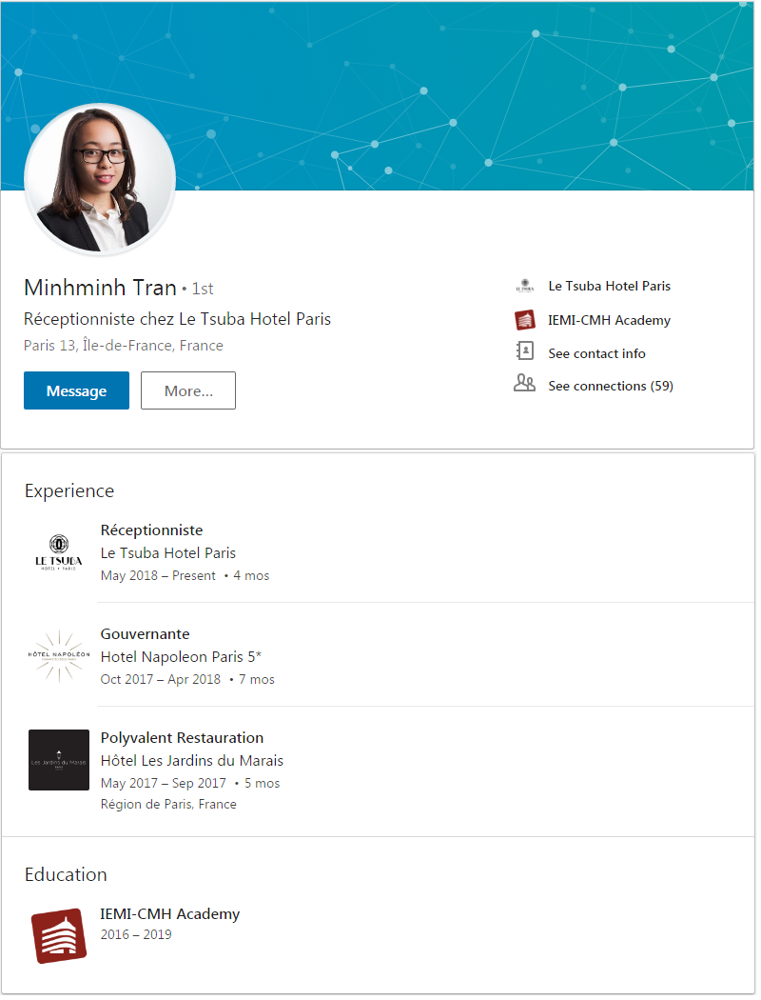 Minhminh Tran • 1st
Réceptionniste chez Le Tsuba Hotel Paris
Paris 13, Île-de-France, France
Message
More...
LE TSUBA
Le Tsuba Hotel Paris
IEMI-CMH Academy
See contact info
See connections (59)
Experience
LE TSUBA
HOTEL • PARIS
Réceptionniste
Le Tsuba Hotel Paris
May 2018 – Present • 4 mos
HÔTEL NAPOLÉON
Gouvernante
Hotel Napoleon Paris 5*
Oct 2017 – Apr 2018 • 7 mos
Les Jardins du Marais
PARIS
Polyvalent Restauration
Hôtel Les Jardins du Marais
May 2017 – Sep 2017 • 5 mos
Région de Paris, France
Education
IEMI-CMH Academy
2016 – 2019